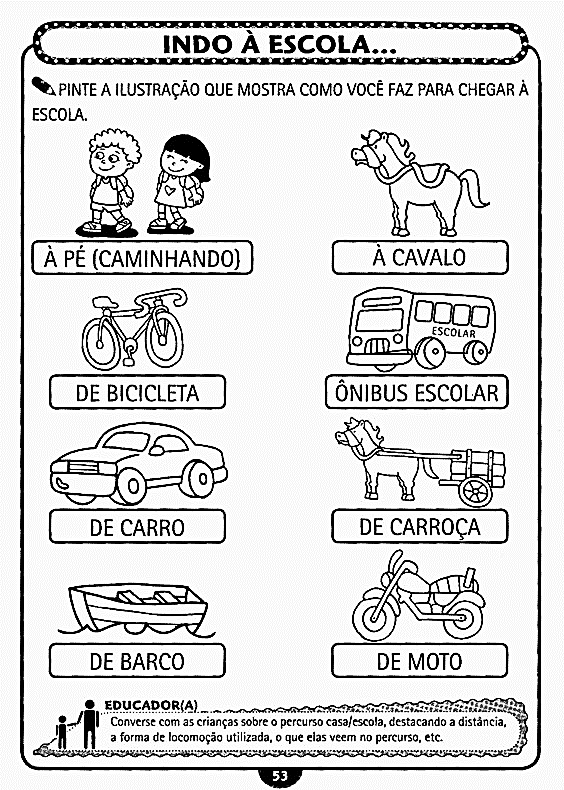 INDO À ESCOLA...
PINTE A ILUSTRAÇÃO QUE MOSTRA COMO VOCÊ FAZ PARA CHEGAR À
ESCOLA.
À PÉ (CAMINHANDO)
À CAVALO
ESCOLAR
DE BICICLETA
ÔNIBUS ESCOLAR
DE CARRO
DE CARROÇA
DE BARCO
DE MOTO
EDUCADOR(A)
Converse com as crianças sobre o percurso casa/escola, destacando a distância,
a forma de locomoção utilizada, o que elas veem no percurso, etc.
53